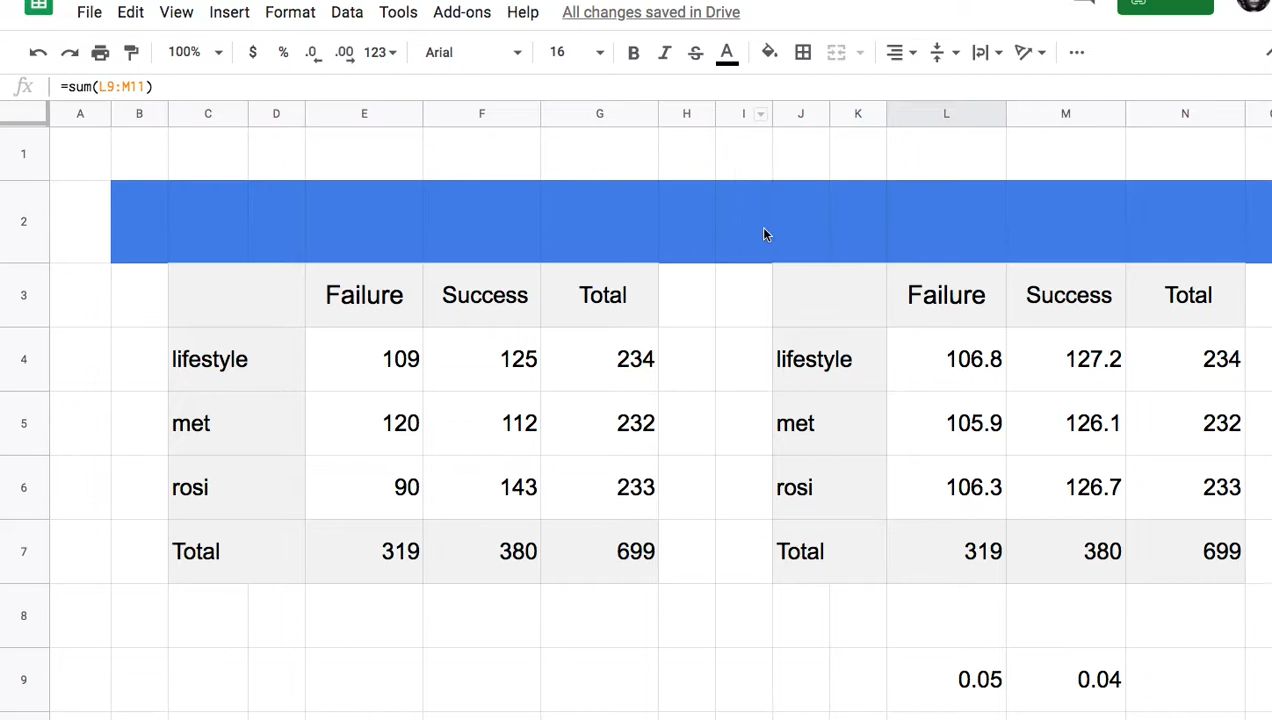 File Edit View Insert Format Data Tools Add-ons Help All changes saved in Drive
100% $ % .0 .00 123 Arial 16 B I S A
fx =sum(L9:M11)
A B C D E F G H I J K L M N
1
2
3 Failure Success Total Failure Success Total
4 lifestyle 109 125 234 lifestyle 106.8 127.2 234
5 met 120 112 232 met 105.9 126.1 232
6 rosi 90 143 233 rosi 106.3 126.7 233
7 Total 319 380 699 Total 319 380 699
8
9 0.05 0.04